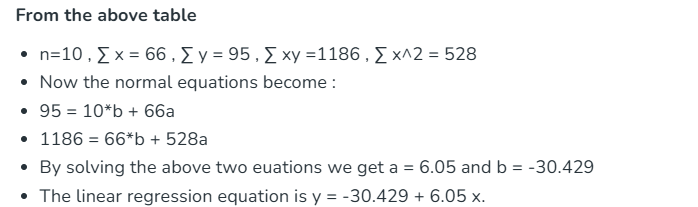 From the above table
• n=10 , ∑ x = 66 , ∑ y = 95 , ∑ xy =1186 , ∑ x^2 = 528
• Now the normal equations become :
• 95 = 10*b + 66a
• 1186 = 66*b + 528a
• By solving the above two euations we get a = 6.05 and b = -30.429
• The linear regression equation is y = -30.429 + 6.05 x.